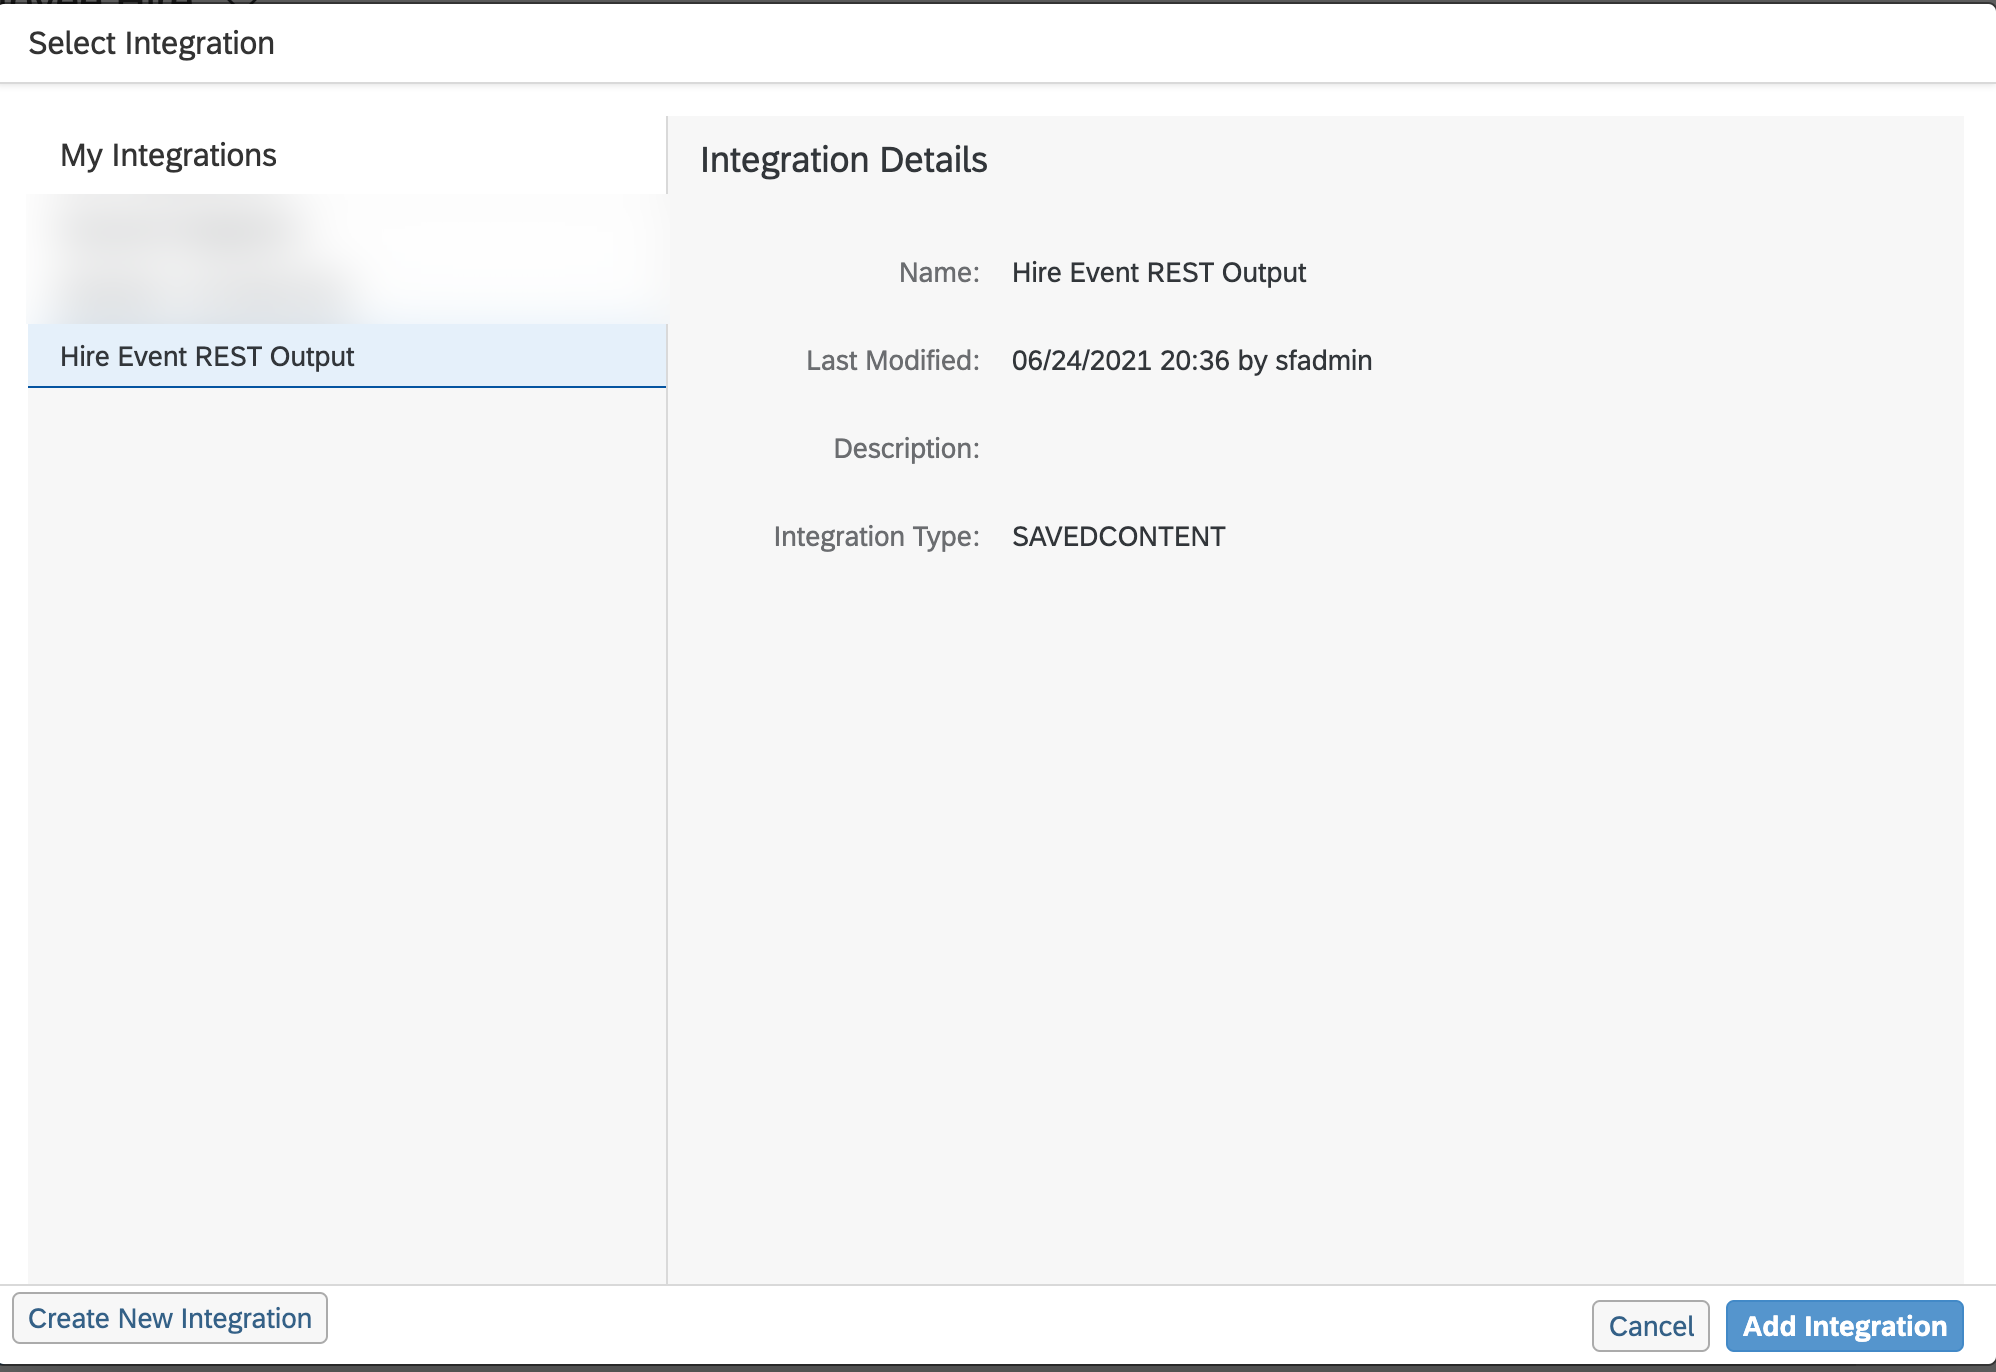 Select Integration
My Integrations
Hire Event REST Output
Integration Details
Name: Hire Event REST Output
Last Modified: 06/24/2021 20:36 by sfadmin
Description:
Integration Type: SAVEDCONTENT
Create New Integration
Cancel
Add Integration